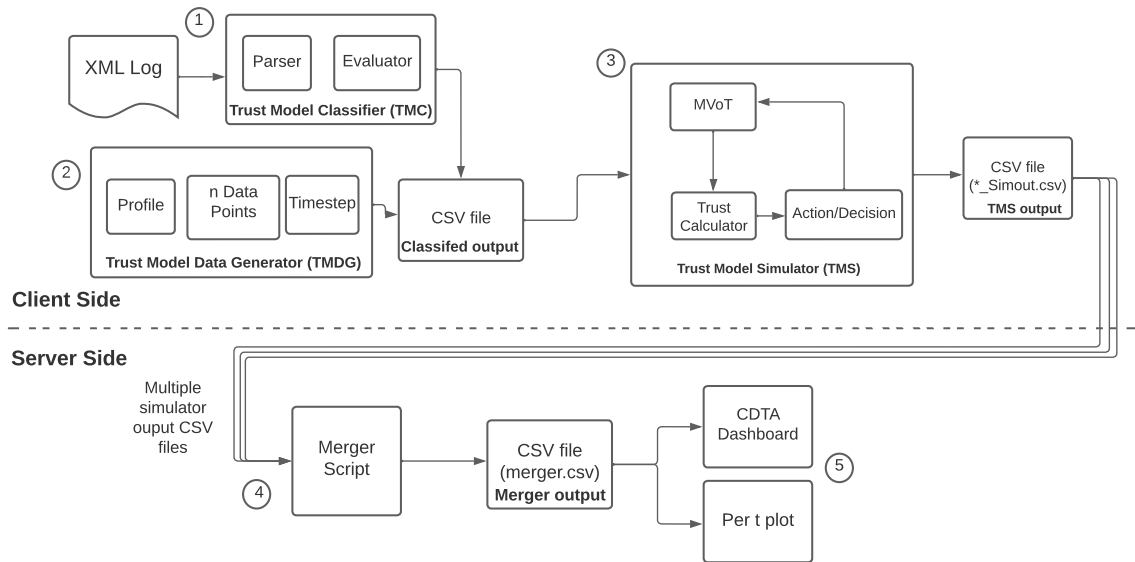 1
XML Log
Parser
Evaluator
Trust Model Classifier (TMC)
2
Profile
n Data
Points
Timestep
Trust Model Data Generator (TMDG)
CSV file
Classifed output
3
MVoT
Trust
Calculator
Action/Decision
Trust Model Simulator (TMS)
CSV file
(*_Simout.csv)
TMS output
Client Side
Server Side
Multiple
simulator
ouput CSV
files
4
Merger
Script
CSV file
(merger.csv)
Merger output
CDTA
Dashboard
5
Per t plot